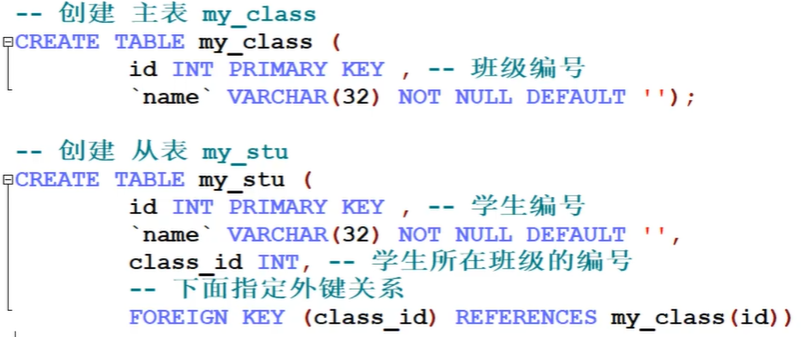 -- 创建 主表 my_class
CREATE TABLE my_class (
id INT PRIMARY KEY , -- 班级编号
`name` VARCHAR(32) NOT NULL DEFAULT '');
-- 创建 从表 my_stu
CREATE TABLE my_stu (
id INT PRIMARY KEY , -- 学生编号
`name` VARCHAR(32) NOT NULL DEFAULT '',
class_id INT, -- 学生所在班级的编号
-- 下面指定外键关系
FOREIGN KEY (class_id) REFERENCES my_class(id))